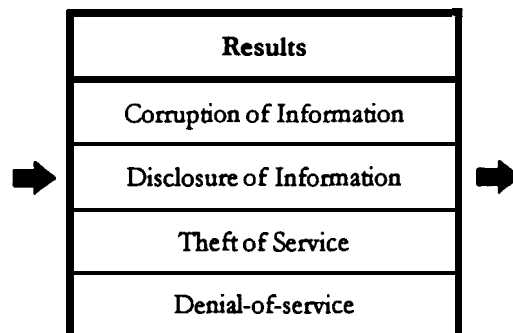 Results
Corruption of Information
Disclosure of Information
Theft of Service
Denial-of-service